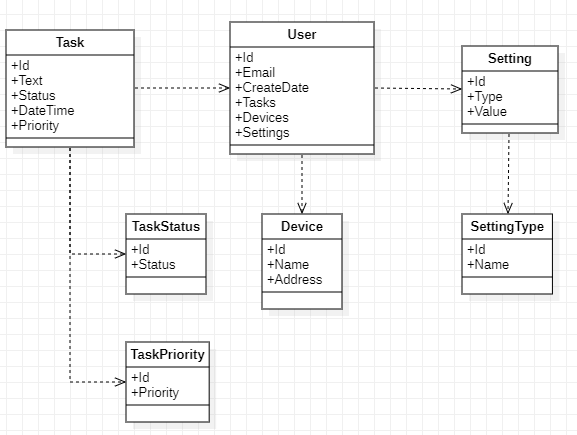 Task
+Id
+Text
+Status
+DateTime
+Priority
User
+Id
+Email
+CreateDate
+Tasks
+Devices
+Settings
Setting
+Id
+Type
+Value
TaskStatus
+Id
+Status
Device
+Id
+Name
+Address
SettingType
+Id
+Name
TaskPriority
+Id
+Priority